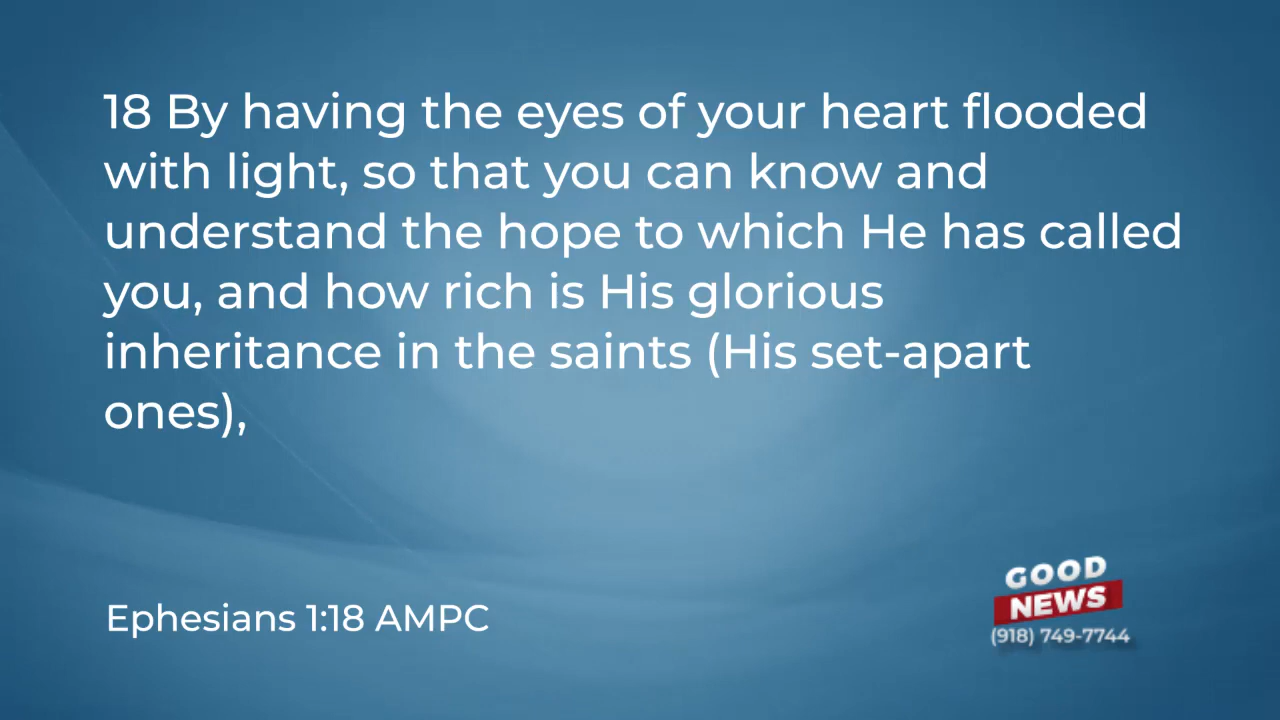 18 By having the eyes of your heart flooded
with light, so that you can know and
understand the hope to which He has called
you, and how rich is His glorious
inheritance in the saints (His set-apart
ones),
Ephesians 1:18 AMPC
GOOD
NEWS
(918) 749-7744